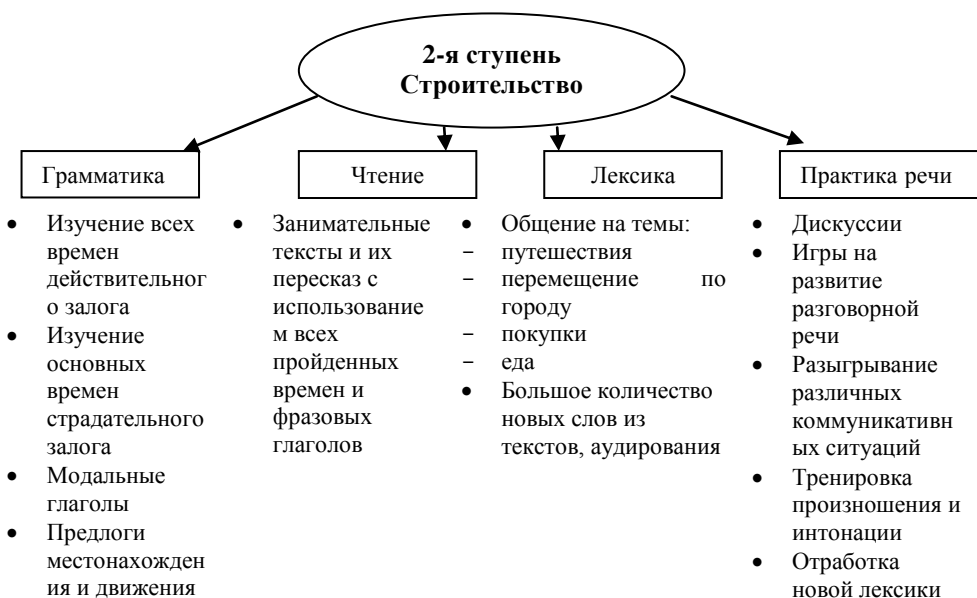 2-я ступень
Строительство
Грамматика
• Изучение всех
времен
действительног
о залога
• Изучение
основных
времен
страдательного
залога
• Модальные
глаголы
• Предлоги
местонахожден
ия и движения
Чтение
• Занимательные
тексты и их
пересказ с
использование
м всех
пройденных
времен и
фразовых
глаголов
Лексика
• Общение на темы:
− путешествия
− перемещение по
городу
− покупки
− еда
• Большое количество
новых слов из
текстов, аудирования
Практика речи
• Дискуссии
• Игры на
развитие
разговорной
речи
• Разыгрывание
различных
коммуникативн
ых ситуаций
• Тренировка
произношения и
интонации
• Отработка
новой лексики